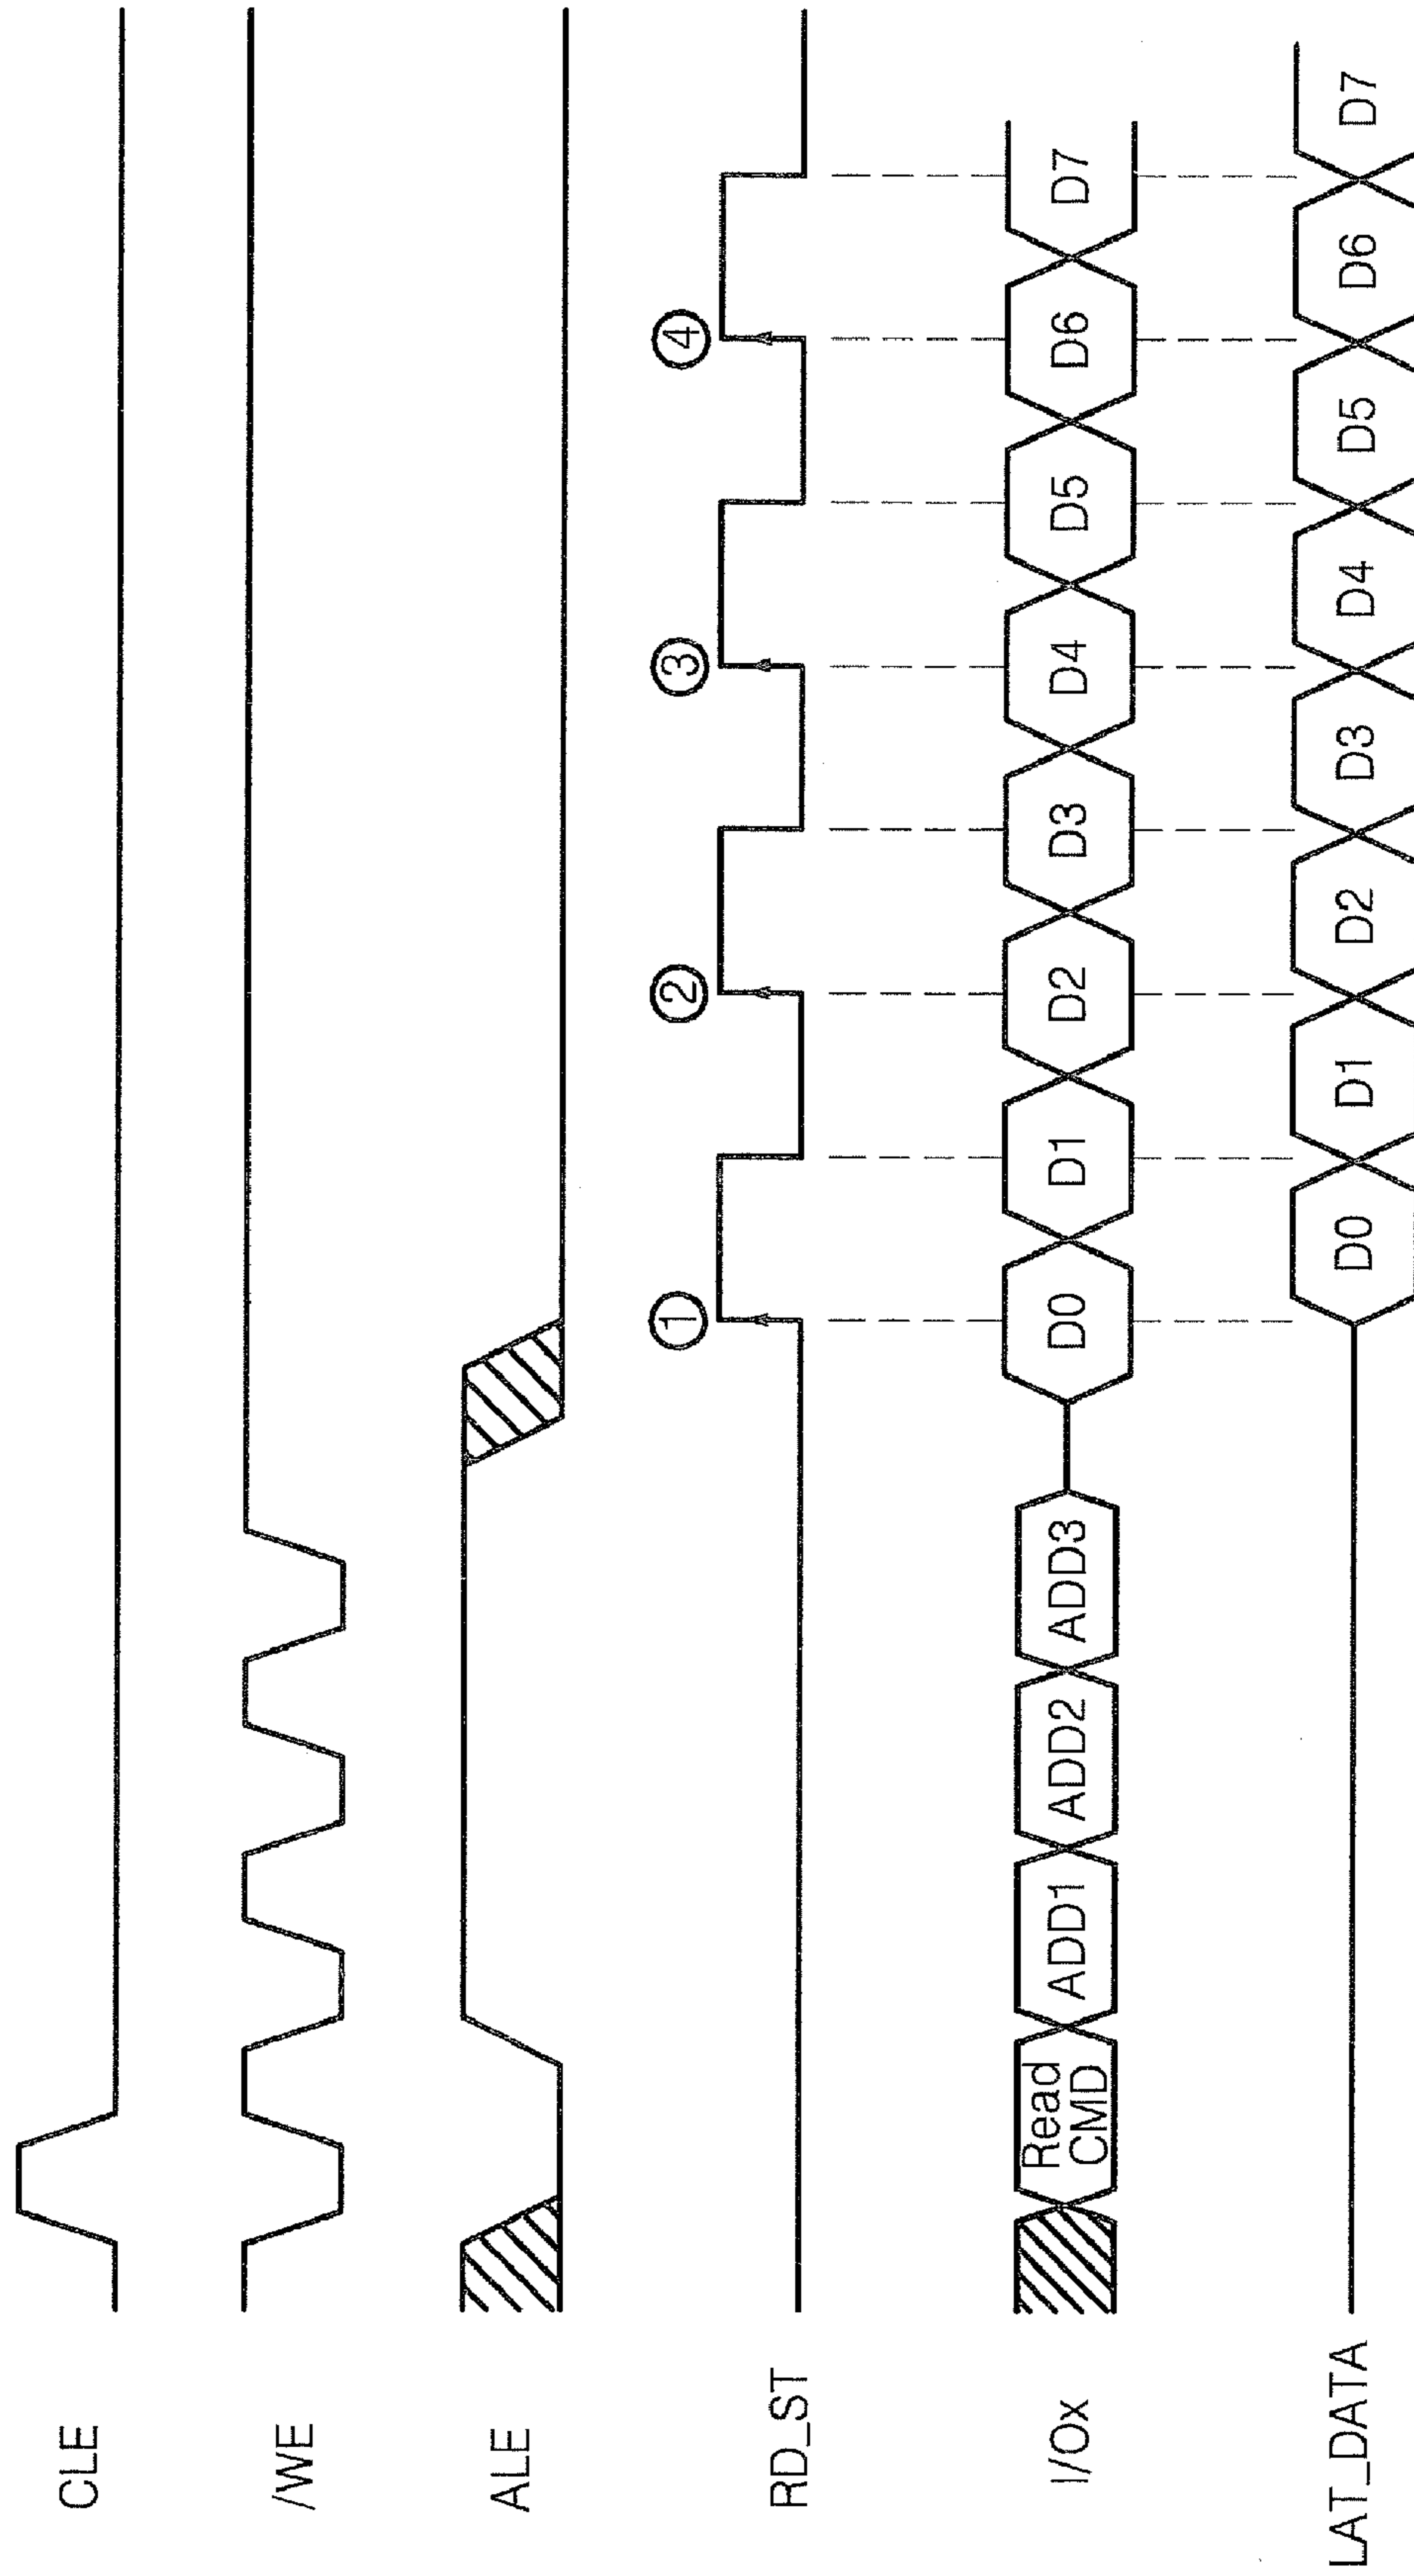 CLE
/WE
ALE
① ② ③ ④
RD_ST
I/Ox Read CMD ADD1 ADD2 ADD3 D0 D1 D2 D3 D4 D5 D6 D7
LAT_DATA D0 D1 D2 D3 D4 D5 D6 D7